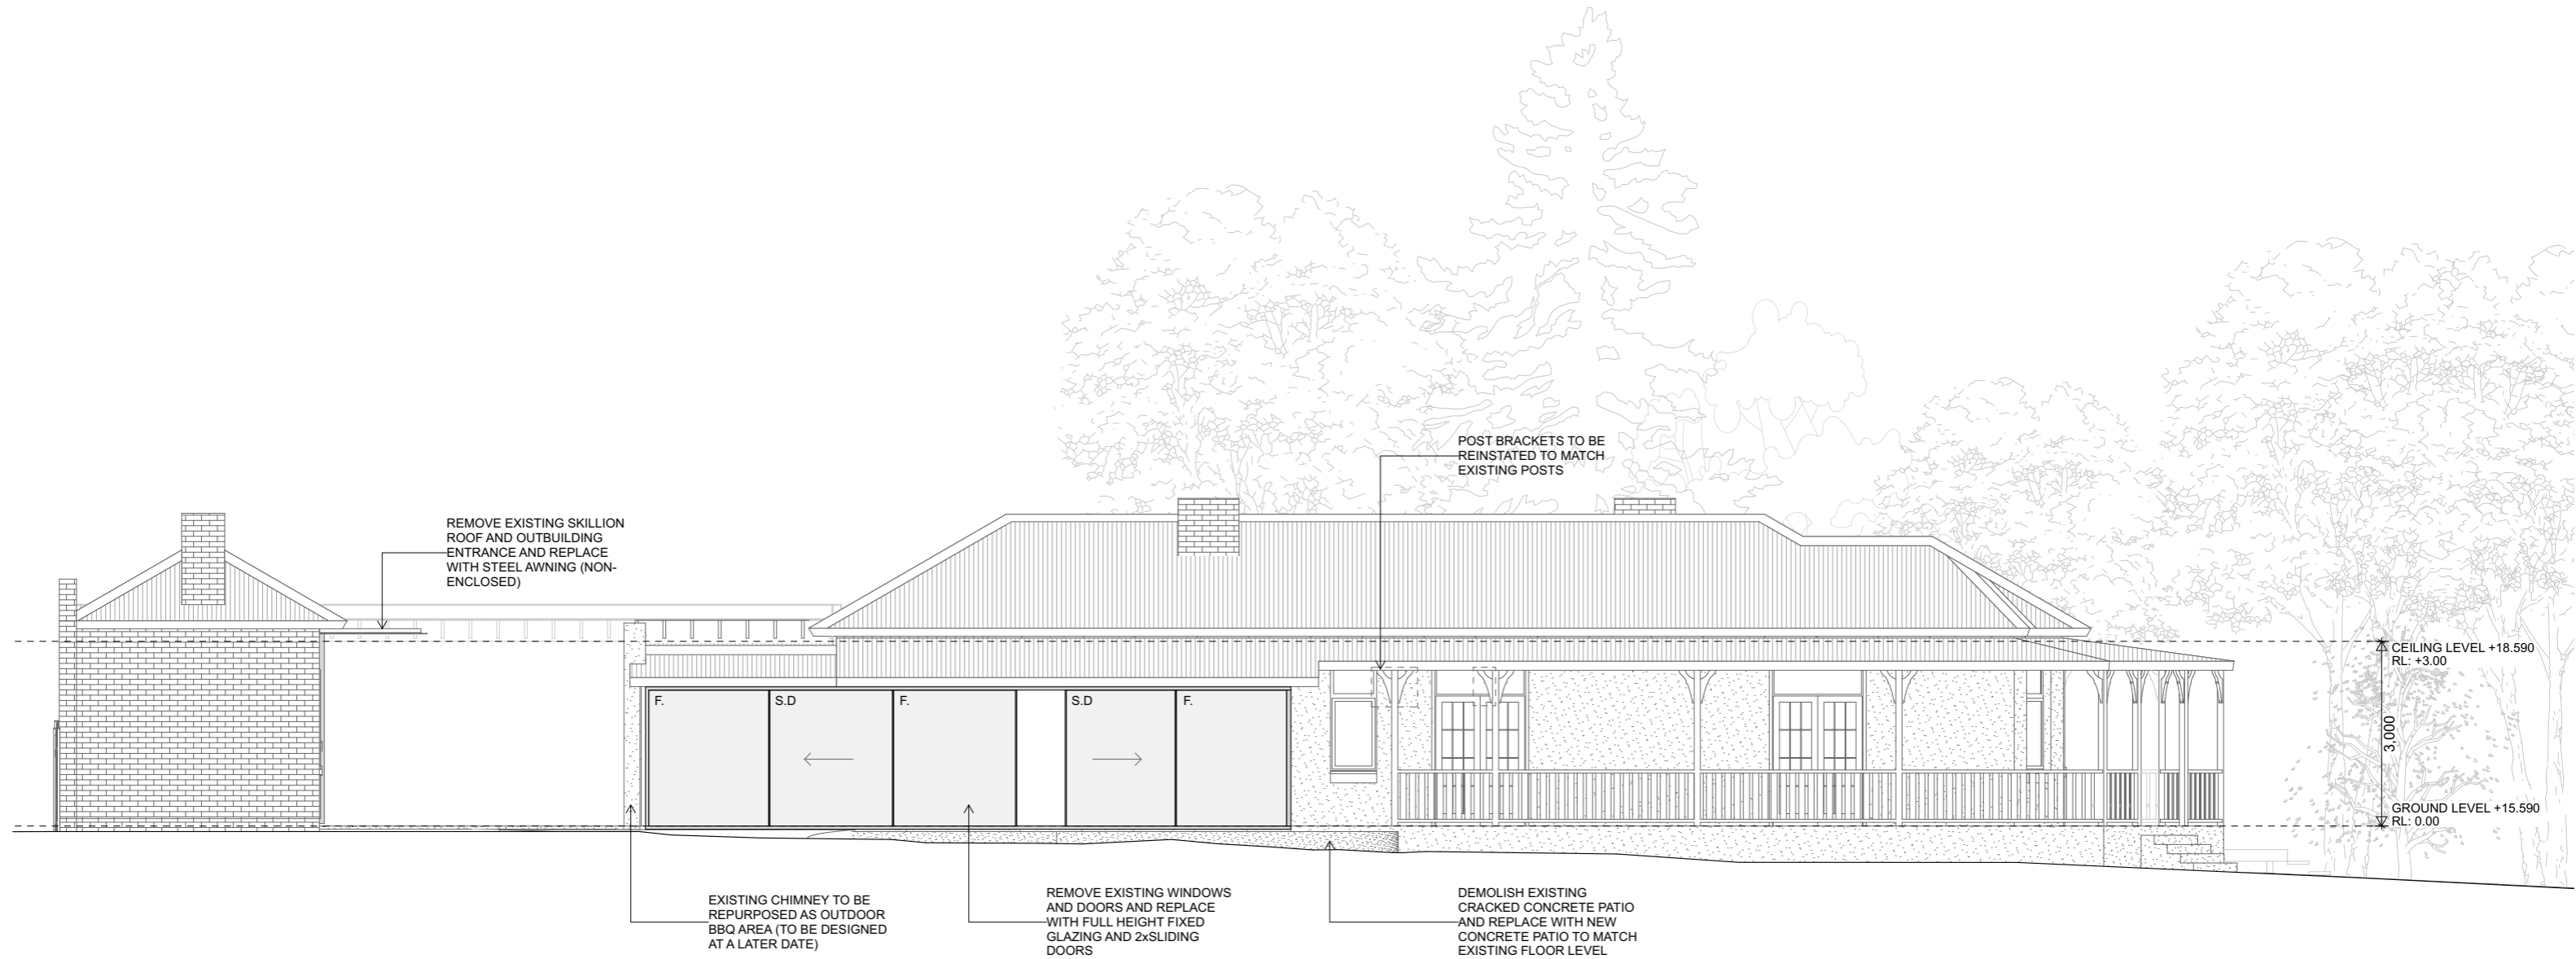 POST BRACKETS TO BE
REINSTATED TO MATCH
EXISTING POSTS
REMOVE EXISTING SKILLION
ROOF AND OUTBUILDING
ENTRANCE AND REPLACE
WITH STEEL AWNING (NON-
ENCLOSED)
CEILING LEVEL +18.590
RL: +3.00
F.
S.D
F.
S.D
F.
3,000
GROUND LEVEL +15.590
RL: 0.00
EXISTING CHIMNEY TO BE
REPURPOSED AS OUTDOOR
BBQ AREA (TO BE DESIGNED
AT A LATER DATE)
REMOVE EXISTING WINDOWS
AND DOORS AND REPLACE
WITH FULL HEIGHT FIXED
GLAZING AND 2xSLIDING
DOORS
DEMOLISH EXISTING
CRACKED CONCRETE PATIO
AND REPLACE WITH NEW
CONCRETE PATIO TO MATCH
EXISTING FLOOR LEVEL